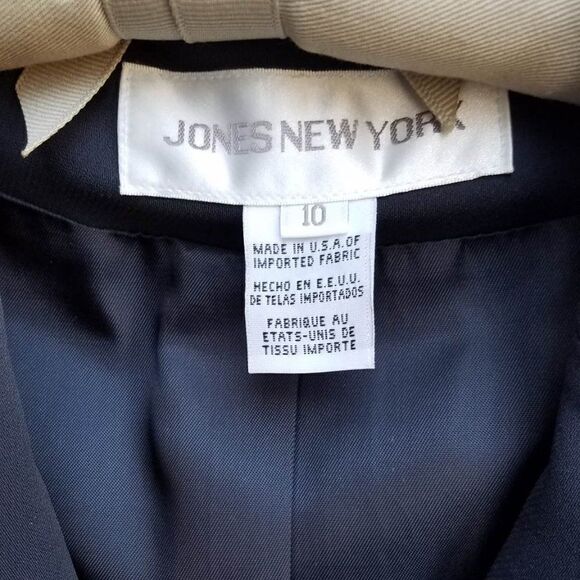 JONES NEW YORK
10
MADE IN U.S.A. OF
IMPORTED FABRIC
HECHO EN E.E.U.U.
DE TELAS IMPORTADOS
FABRIQUE AU
ETATS-UNIS DE
TISSU IMPORTE